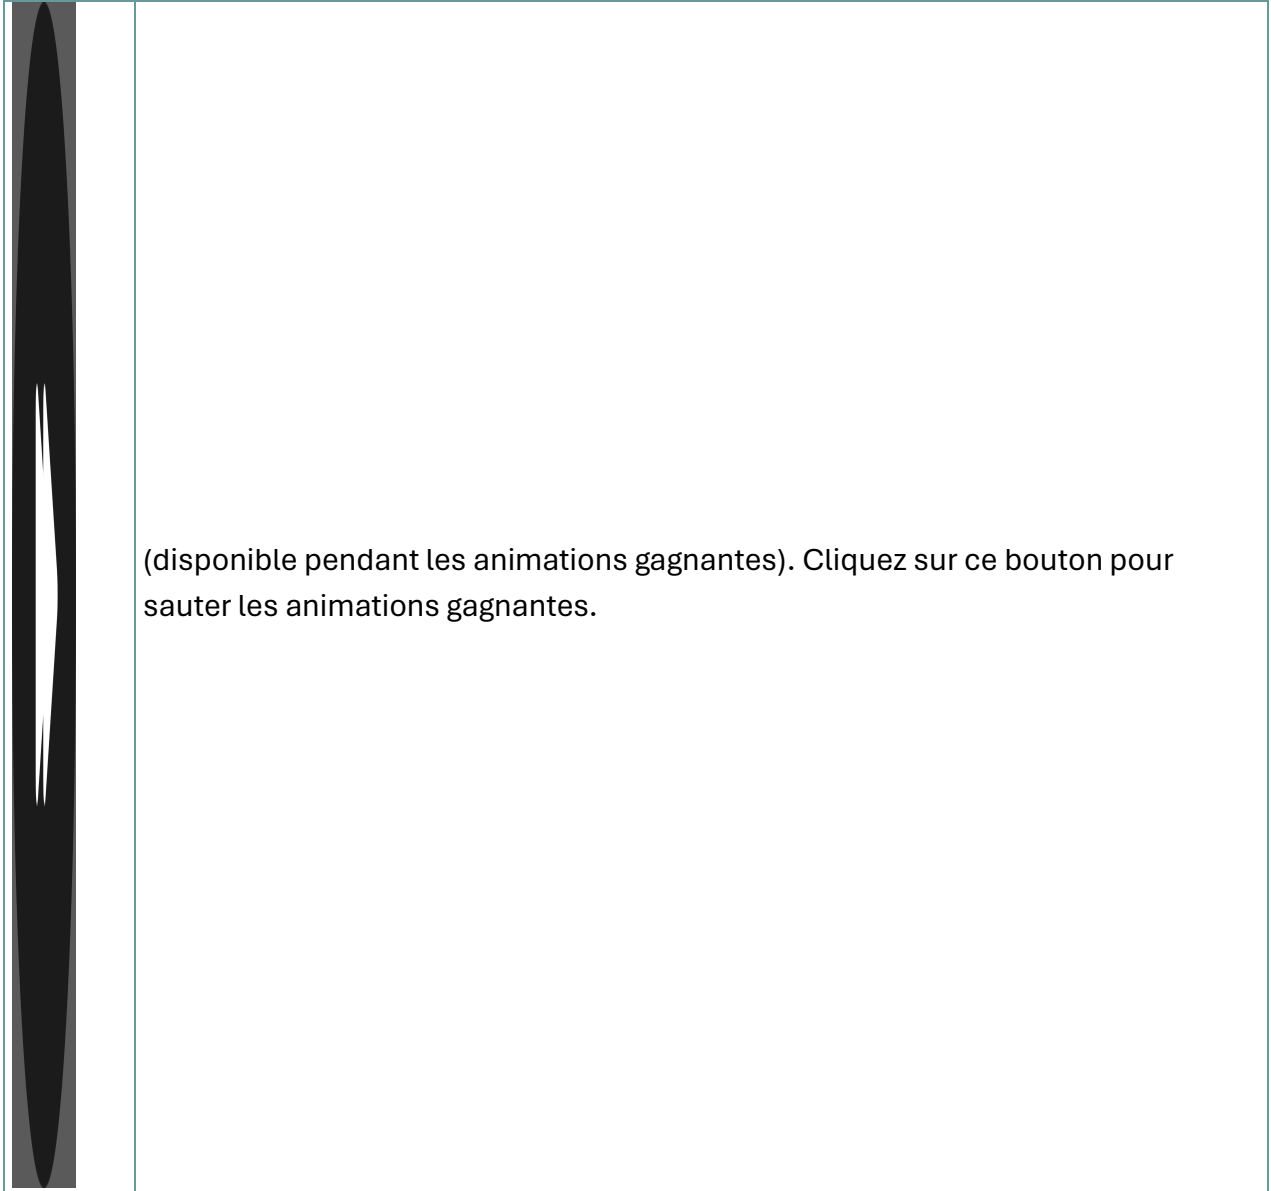 (disponible pendant les animations gagnantes). Cliquez sur ce bouton pour
sauter les animations gagnantes.